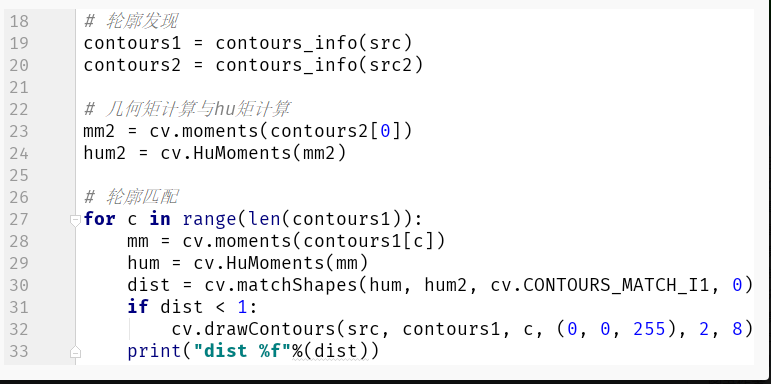 18 # 轮廓发现
19 contours1 = contours_info(src)
20 contours2 = contours_info(src2)
21
22 # 几何矩计算与hu矩计算
23 mm2 = cv.moments(contours2[0])
24 hum2 = cv.HuMoments(mm2)
25
26 # 轮廓匹配
27 for c in range(len(contours1)):
28     mm = cv.moments(contours1[c])
29     hum = cv.HuMoments(mm)
30     dist = cv.matchShapes(hum, hum2, cv.CONTOURS_MATCH_I1, 0)
31     if dist < 1:
32         cv.drawContours(src, contours1, c, (0, 0, 255), 2, 8)
33     print("dist %f"%(dist))